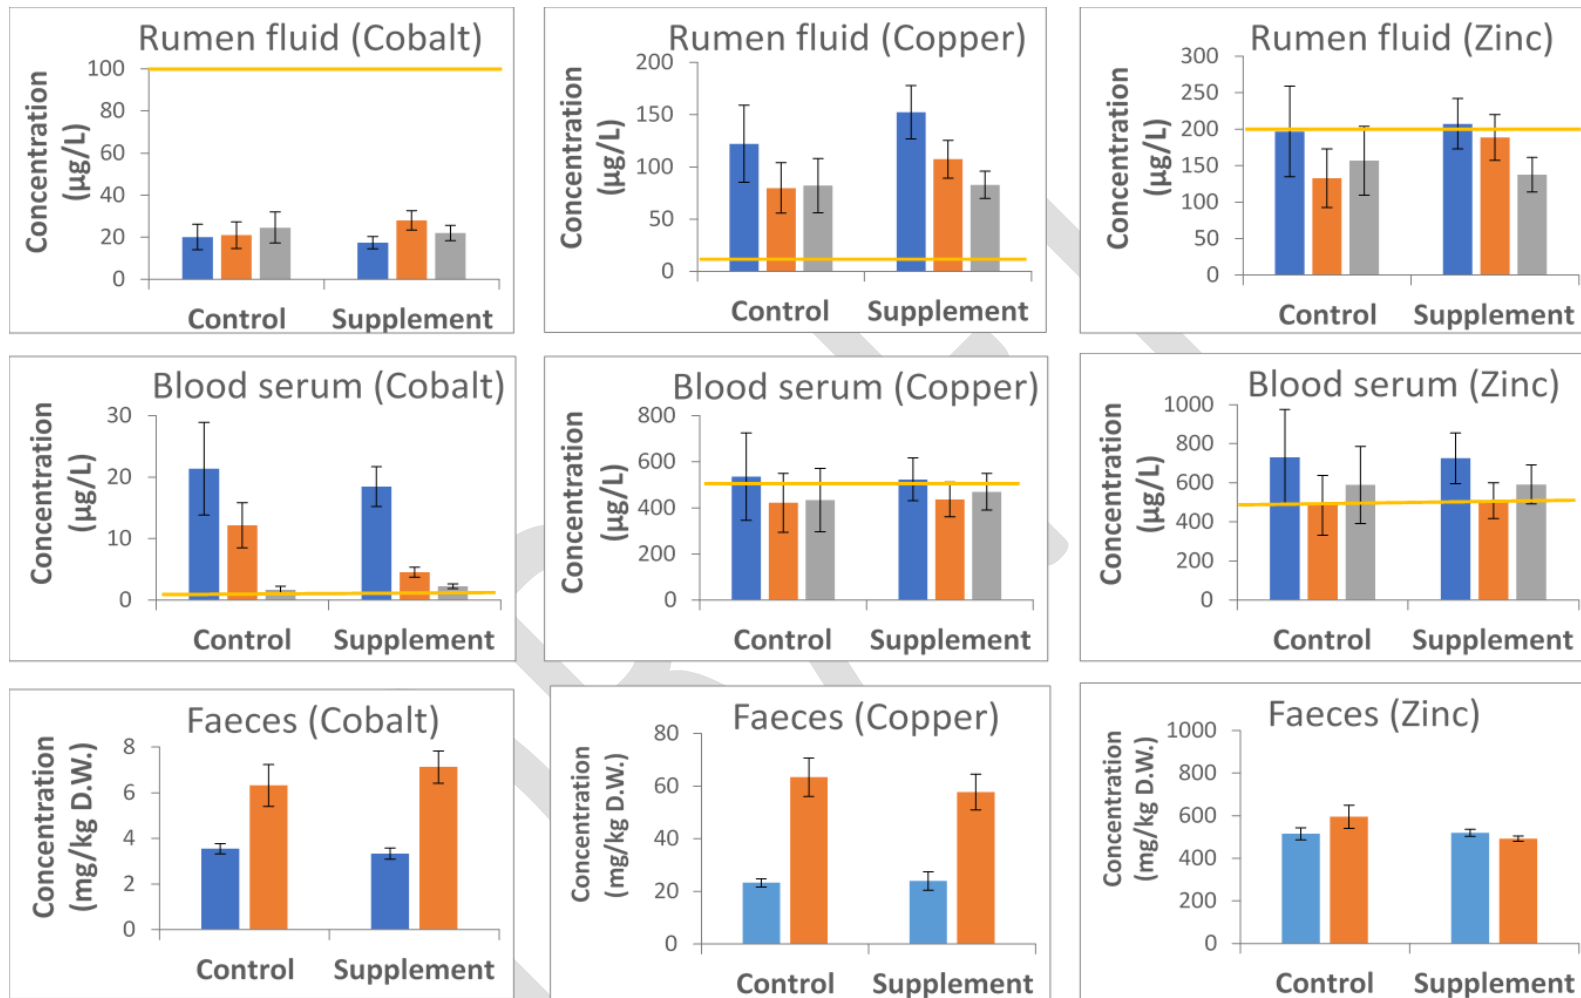 Rumen fluid (Cobalt)
Concentration
(µg/L)
100
80
60
40
20
0
Control
Supplement
Rumen fluid (Copper)
Concentration
(µg/L)
200
150
100
50
0
Control
Supplement
Rumen fluid (Zinc)
Concentration
(µg/L)
300
250
200
150
100
50
0
Control
Supplement
Blood serum (Cobalt)
Concentration
(µg/L)
30
20
10
0
Control
Supplement
Blood serum (Copper)
Concentration
(µg/L)
800
600
400
200
0
Control
Supplement
Blood serum (Zinc)
Concentration
(µg/L)
1000
800
600
400
200
0
Control
Supplement
Faeces (Cobalt)
Concentration
(mg/kg D.W.)
8
6
4
2
0
Control
Supplement
Faeces (Copper)
Concentration
(mg/kg D.W.)
80
60
40
20
0
Control
Supplement
Faeces (Zinc)
Concentration
(mg/kg D.W.)
1000
800
600
400
200
0
Control
Supplement